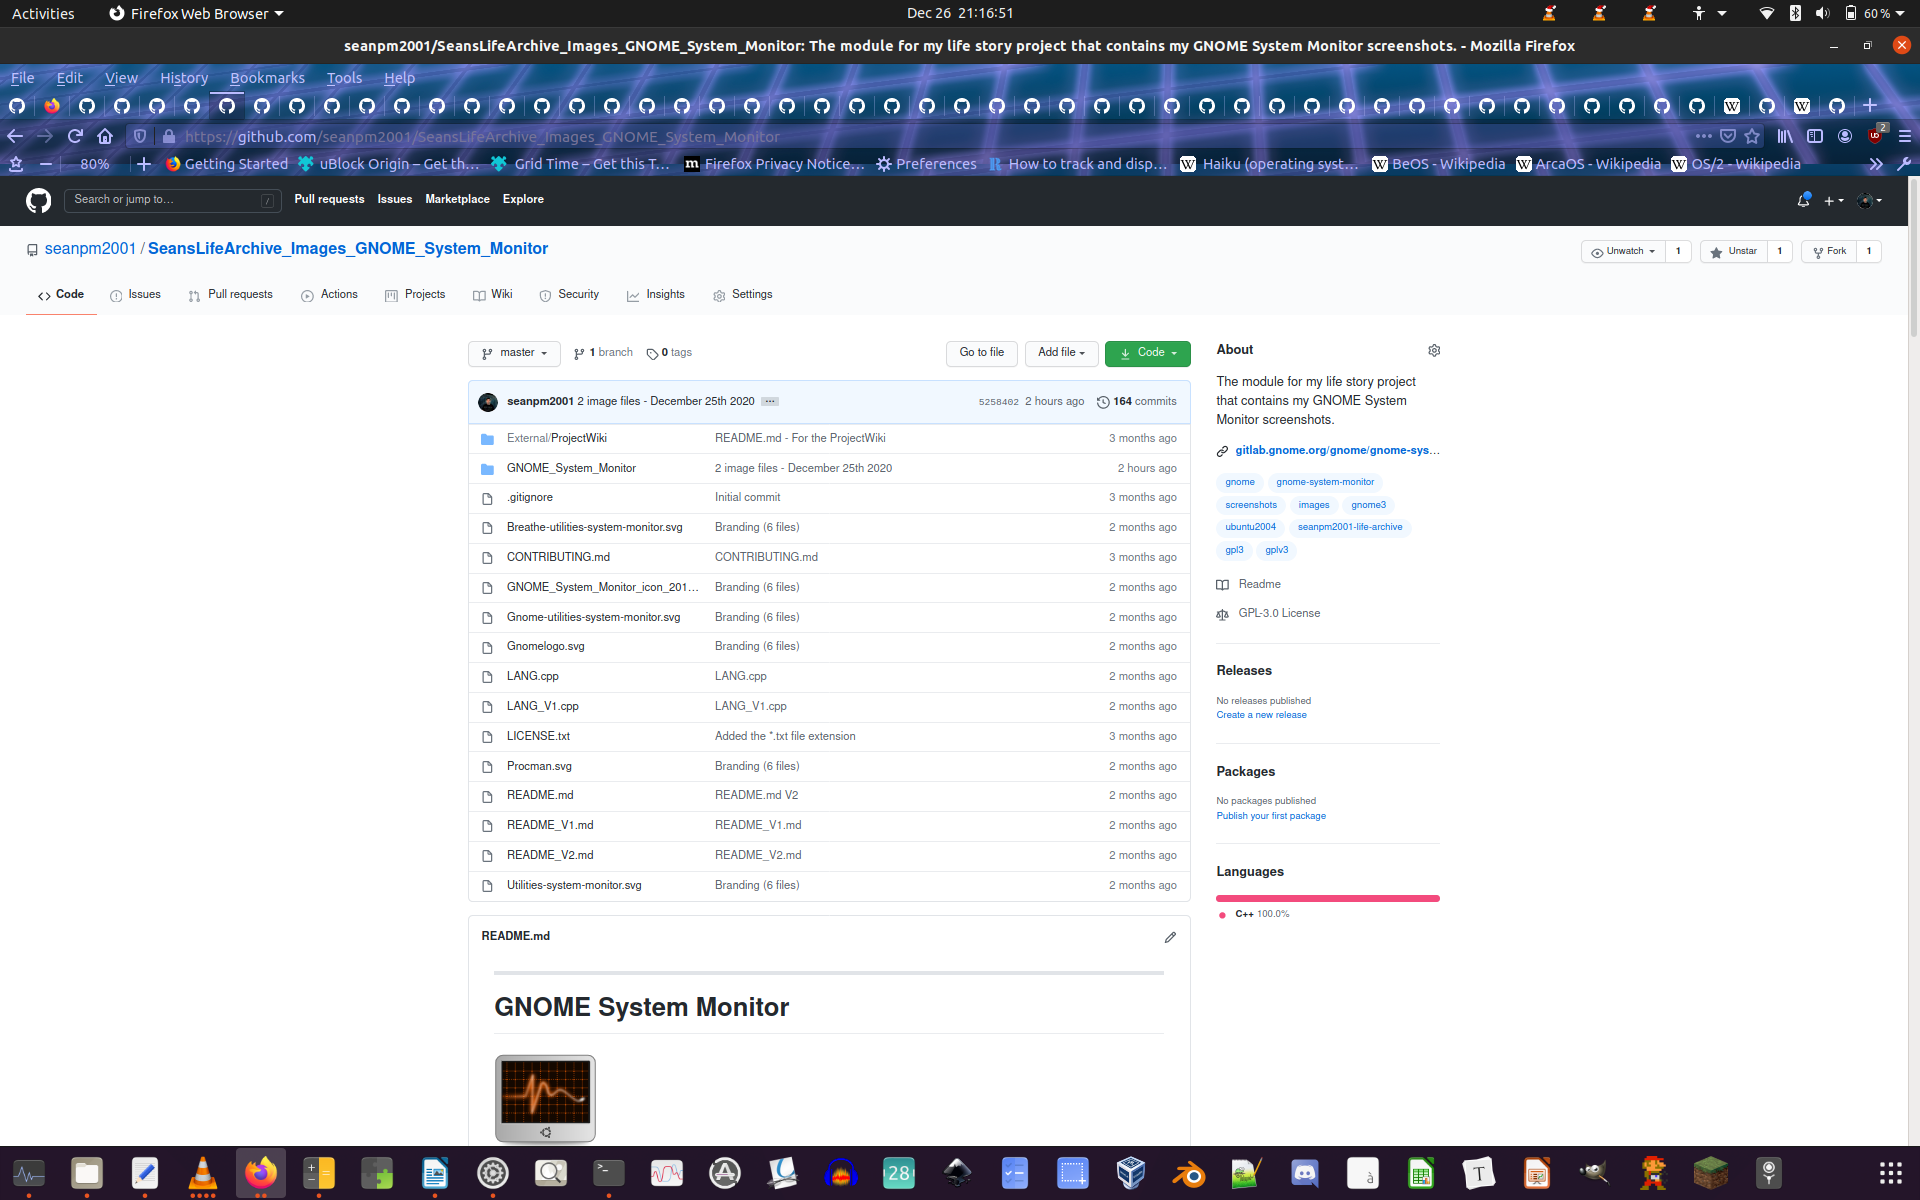 Activities Firefox Web Browser Dec 26 21:16:51 60 %
seanpm2001/SeansLifeArchive_Images_GNOME_System_Monitor: The module for my life story project that contains my GNOME System Monitor screenshots. - Mozilla Firefox
File Edit View History Bookmarks Tools Help
https://github.com/seanpm2001/SeansLifeArchive_Images_GNOME_System_Monitor 2
80% Getting Started uBlock Origin – Get th… Grid Time – Get this T… Firefox Privacy Notice… Preferences How to track and disp… Haiku (operating syst… BeOS - Wikipedia ArcaOS - Wikipedia OS/2 - Wikipedia
Search or jump to… / Pull requests Issues Marketplace Explore
seanpm2001 / SeansLifeArchive_Images_GNOME_System_Monitor Unwatch 1 Unstar 1 Fork 1
Code Issues Pull requests Actions Projects Wiki Security Insights Settings
master 1 branch 0 tags Go to file Add file Code
seanpm2001 2 image files - December 25th 2020 … 5258402 2 hours ago 164 commits
External/ProjectWiki README.md - For the ProjectWiki 3 months ago
GNOME_System_Monitor 2 image files - December 25th 2020 2 hours ago
.gitignore Initial commit 3 months ago
Breathe-utilities-system-monitor.svg Branding (6 files) 2 months ago
CONTRIBUTING.md CONTRIBUTING.md 3 months ago
GNOME_System_Monitor_icon_201… Branding (6 files) 2 months ago
Gnome-utilities-system-monitor.svg Branding (6 files) 2 months ago
Gnomelogo.svg Branding (6 files) 2 months ago
LANG.cpp LANG.cpp 2 months ago
LANG_V1.cpp LANG_V1.cpp 2 months ago
LICENSE.txt Added the *.txt file extension 3 months ago
Procman.svg Branding (6 files) 2 months ago
README.md README.md V2 2 months ago
README_V1.md README_V1.md 2 months ago
README_V2.md README_V2.md 2 months ago
Utilities-system-monitor.svg Branding (6 files) 2 months ago
README.md
GNOME System Monitor
About
The module for my life story project
that contains my GNOME System
Monitor screenshots.
gitlab.gnome.org/gnome/gnome-sys…
gnome gnome-system-monitor
screenshots images gnome3
ubuntu2004 seanpm2001-life-archive
gpl3 gplv3
Readme
GPL-3.0 License
Releases
No releases published
Create a new release
Packages
No packages published
Publish your first package
Languages
C++ 100.0%
28